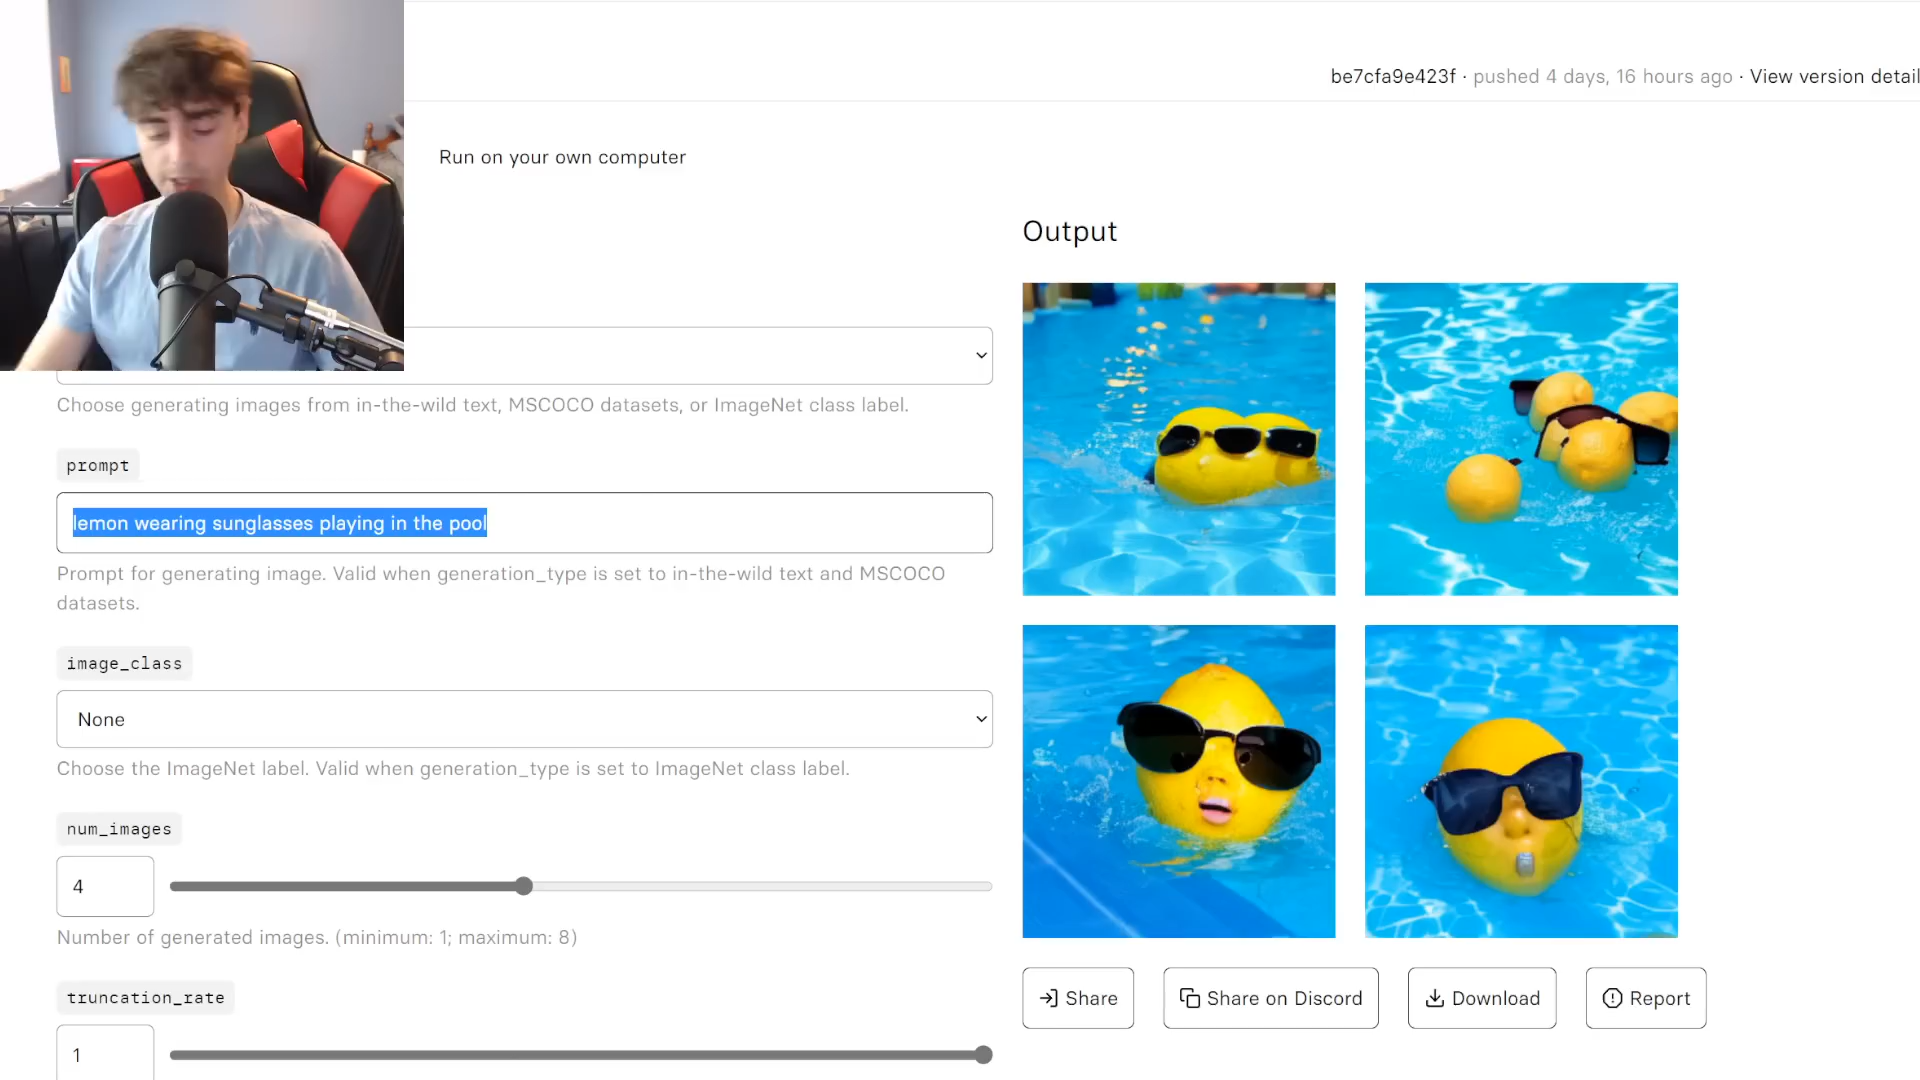 be7cfa9e423f · pushed 4 days, 16 hours ago · View version detail
Run on your own computer
Output
Choose generating images from in-the-wild text, MSCOCO datasets, or ImageNet class label.
prompt
lemon wearing sunglasses playing in the pool
Prompt for generating image. Valid when generation_type is set to in-the-wild text and MSCOCO
datasets.
image_class
None
Choose the ImageNet label. Valid when generation_type is set to ImageNet class label.
num_images
4
Number of generated images. (minimum: 1; maximum: 8)
truncation_rate
1
Share
Share on Discord
Download
Report